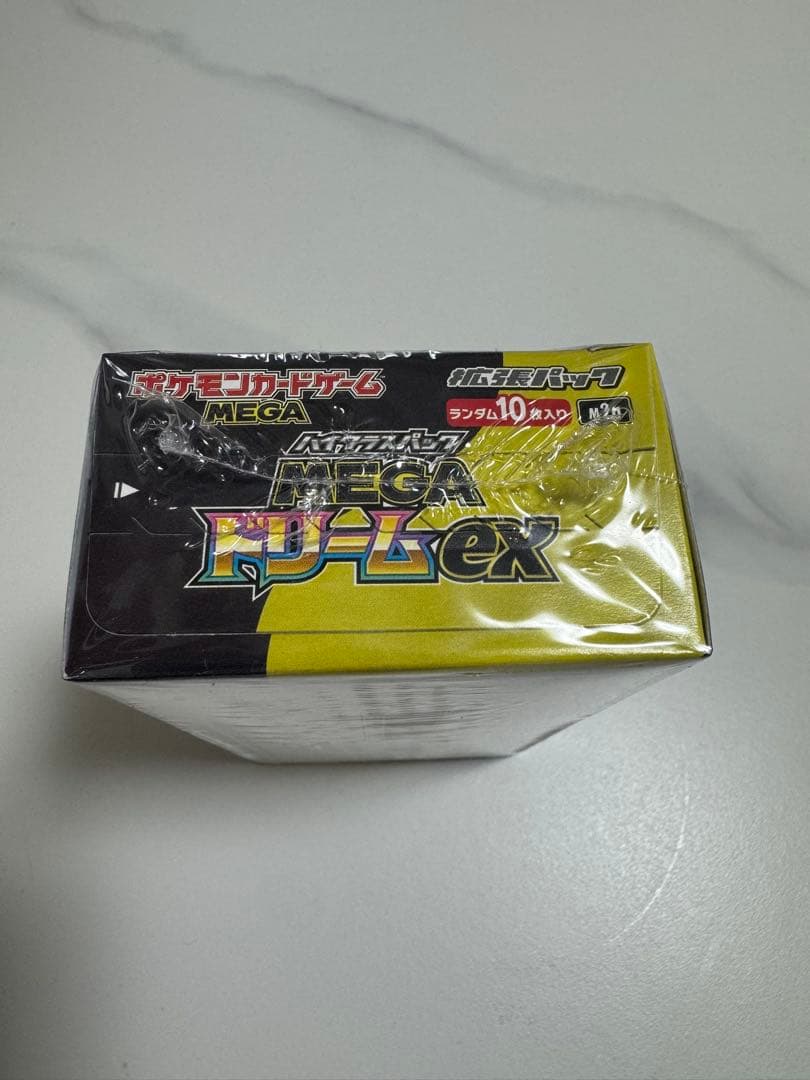 ポケモンカードゲーム
MEGA
拡張パック
ランダム10枚入り
ハイクラスパック
MEGA
ドリームex